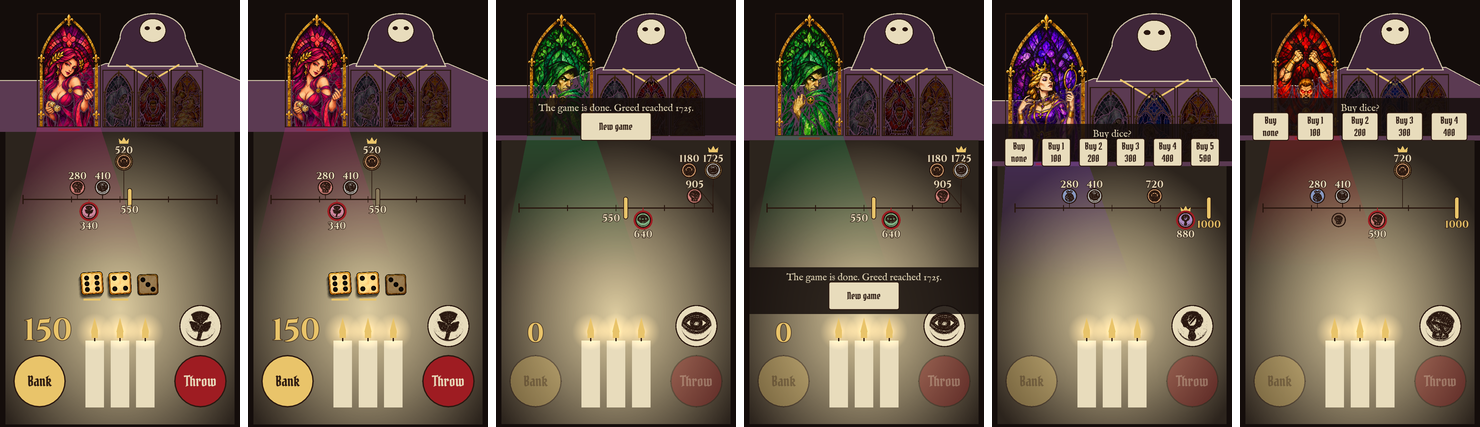 520
280 410
550
340
150
Bank
Throw
520
280 410
550
340
150
Bank
Throw
The game is done. Greed reached 1725.
New game
1180 1725
905
550
640
0
Bank
Throw
1180 1725
905
550
640
The game is done. Greed reached 1725.
New game
0
Bank
Throw
Buy dice?
Buy none
Buy 1 100
Buy 2 200
Buy 3 300
Buy 4 400
Buy 5 500
280 410 720
880 1000
Bank
Throw
Buy dice?
Buy none
Buy 1 100
Buy 2 200
Buy 3 300
Buy 4 400
720
280 410
1000
590
Bank
Throw